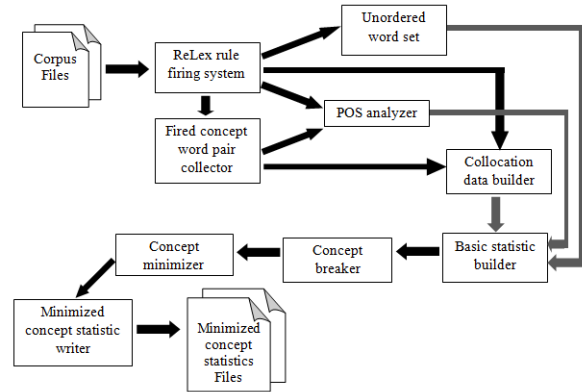 Unordered
word set
Corpus
Files
ReLex rule
firing system
POS analyzer
Fired concept
word pair
collector
Collocation
data builder
Concept
minimizer
Concept
breaker
Basic statistic
builder
Minimized
concept statistic
writer
Minimized
concept
statistics
Files